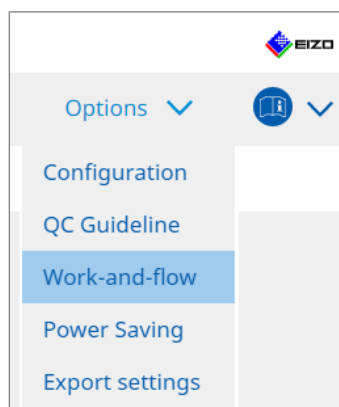 EIZO
Options
Configuration
QC Guideline
Work-and-flow
Power Saving
Export settings